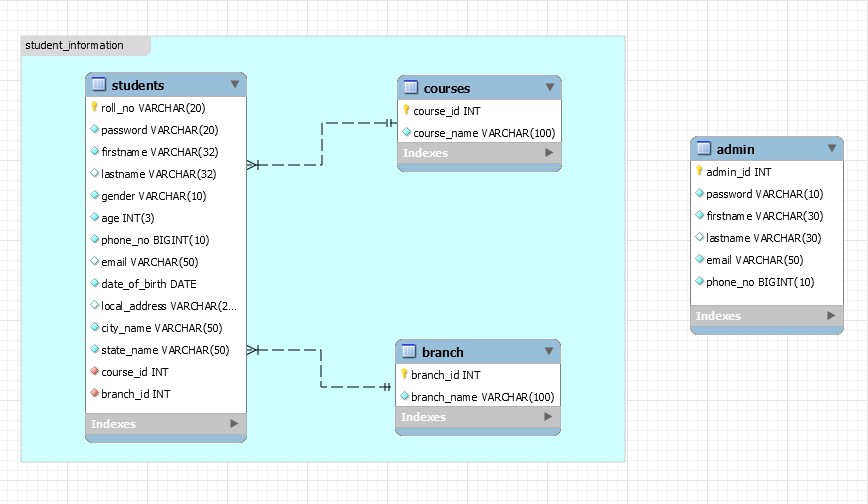 student_information
students
roll_no VARCHAR(20)
password VARCHAR(20)
firstname VARCHAR(32)
lastname VARCHAR(32)
gender VARCHAR(10)
age INT(3)
phone_no BIGINT(10)
email VARCHAR(50)
date_of_birth DATE
local_address VARCHAR(2...
city_name VARCHAR(50)
state_name VARCHAR(50)
course_id INT
branch_id INT
Indexes
courses
course_id INT
course_name VARCHAR(100)
Indexes
branch
branch_id INT
branch_name VARCHAR(100)
Indexes
admin
admin_id INT
password VARCHAR(10)
firstname VARCHAR(30)
lastname VARCHAR(30)
email VARCHAR(50)
phone_no BIGINT(10)
Indexes